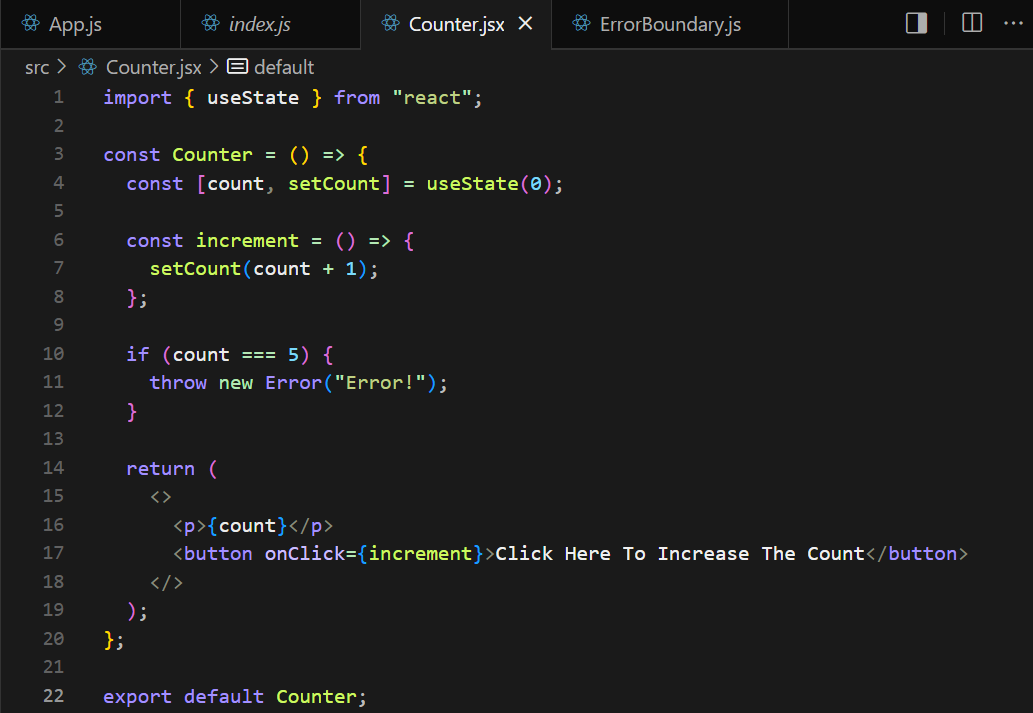 App.js index.js Counter.jsx ErrorBoundary.js
src > Counter.jsx > default
1 import { useState } from "react";
2
3 const Counter = () => {
4   const [count, setCount] = useState(0);
5
6   const increment = () => {
7     setCount(count + 1);
8   };
9
10   if (count === 5) {
11     throw new Error("Error!");
12   }
13
14   return (
15     <>
16       <p>{count}</p>
17       <button onClick={increment}>Click Here To Increase The Count</button>
18     </>
19   );
20 };
21
22 export default Counter;